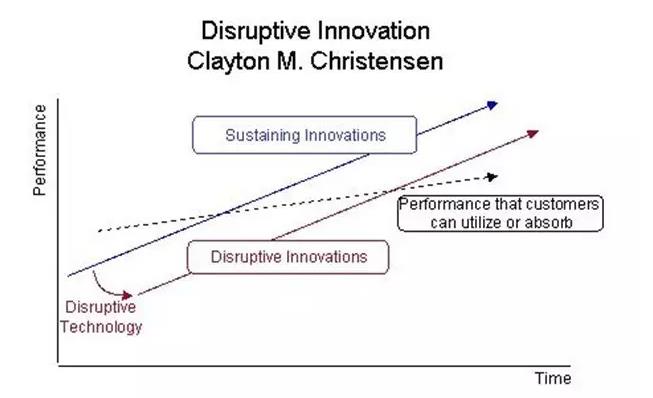 Disruptive Innovation
Clayton M. Christensen
Performance
Sustaining Innovations
Performance that customers
can utilize or absorb
Disruptive Innovations
Disruptive
Technology
Time